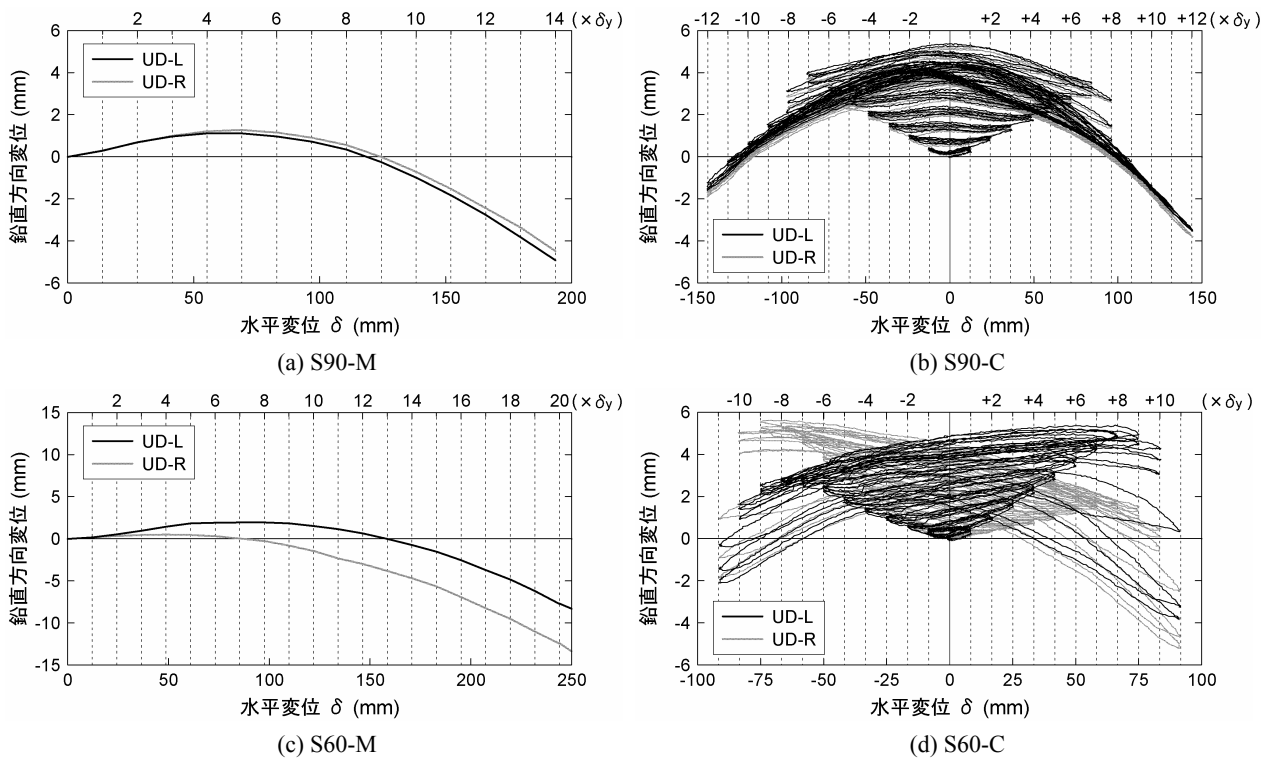 2 4 6 8 10 12 14 (×δy)
6
4
2
0
-2
-4
-6
鉛直方向変位 (mm)
UD-L
UD-R
0 50 100 150 200
水平変位 δ (mm)
(a) S90-M
-12 -10 -8 -6 -4 -2 +2 +4 +6 +8 +10 +12 (×δy)
6
4
2
0
-2
-4
-6
鉛直方向変位 (mm)
UD-L
UD-R
-150 -100 -50 0 50 100 150
水平変位 δ (mm)
(b) S90-C
2 4 6 8 10 12 14 16 18 20 (×δy)
15
10
5
0
-5
-10
-15
鉛直方向変位 (mm)
UD-L
UD-R
0 50 100 150 200 250
水平変位 δ (mm)
(c) S60-M
-10 -8 -6 -4 -2 +2 +4 +6 +8 +10 (×δy)
6
4
2
0
-2
-4
-6
鉛直方向変位 (mm)
UD-L
UD-R
-100 -75 -50 -25 0 25 50 75 100
水平変位 δ (mm)
(d) S60-C